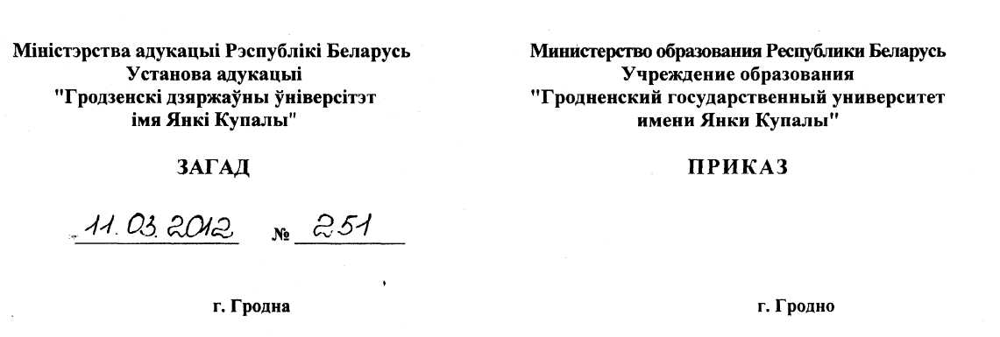 Міністэрства адукацыі Рэспублікі Беларусь
Установа адукацыі
"Гродзенскі дзяржаўны ўніверсітэт
імя Янкі Купалы"
ЗАГАД
11.03.2012 № 251
г. Гродна
Министерство образования Республики Беларусь
Учреждение образования
"Гродненский государственный университет
имени Янки Купалы"
ПРИКАЗ
г. Гродно